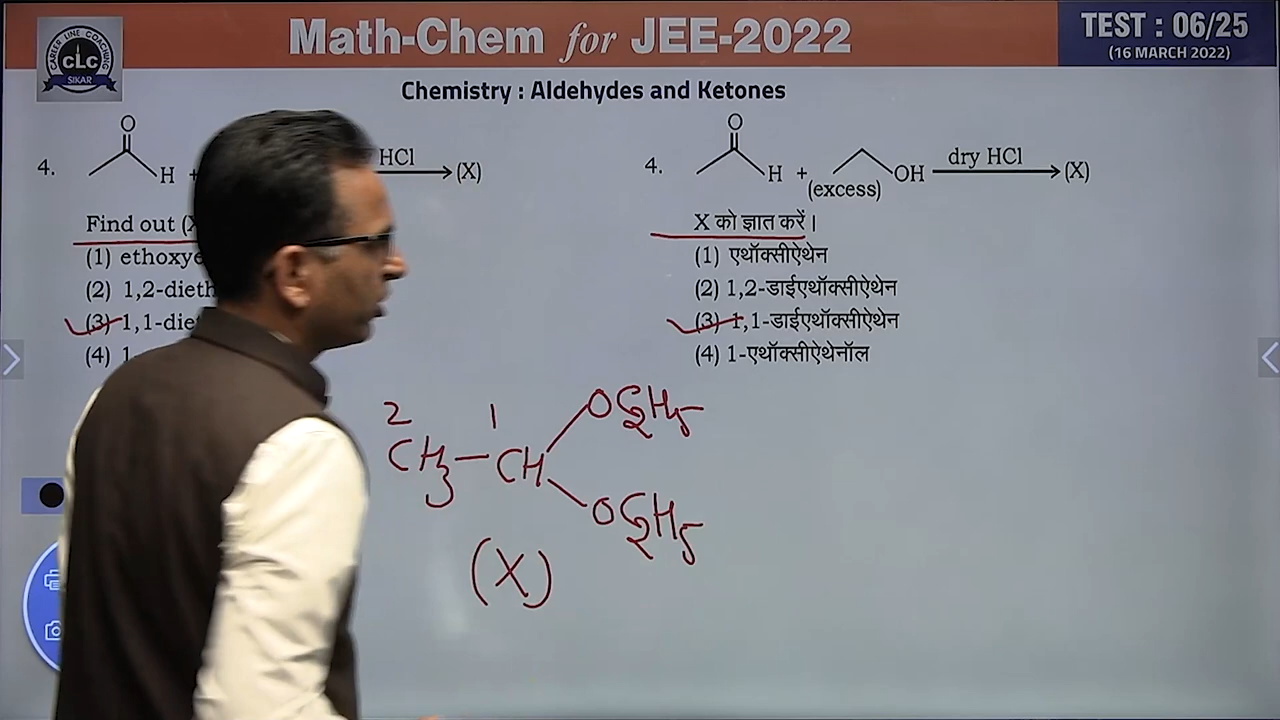 Math-Chem for JEE-2022
TEST : 06/25
(16 MARCH 2022)
CAREER LINE COACHING
CLC
SIKAR
Chemistry : Aldehydes and Ketones
4.
O
H +
HCl
(X)
Find out (X
(1) ethoxye
(2) 1,2-dieth
(3) 1,1-die
(4) 1-
4.
O
H + OH
(excess)
dry HCl
(X)
X को ज्ञात करें।
(1) एथॉक्सीऐथेन
(2) 1,2-डाईएथॉक्सीऐथेन
(3) 1,1-डाईएथॉक्सीऐथेन
(4) 1-एथॉक्सीऐथेनॉल
2 1
CH3-CH
OC2H5
OC2H5
(X)